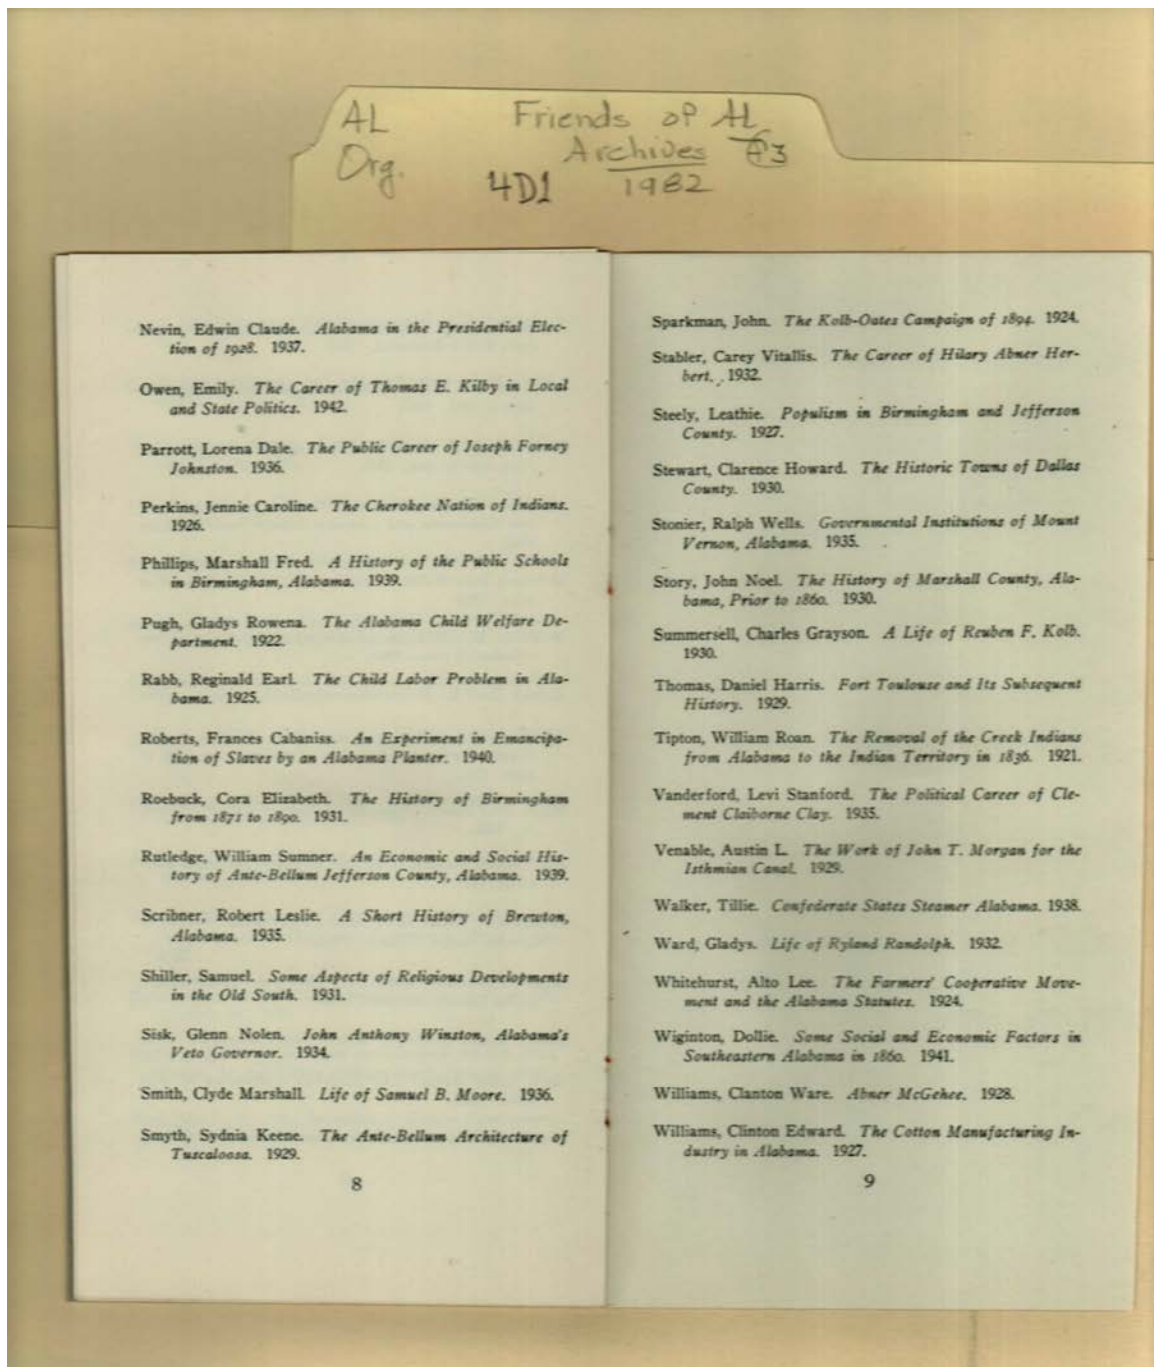 AL
Org.
Friends of AL
Archives
1982
4D1
Nevin, Edwin Claude. Alabama in the Presidential Elec-
tion of 1928. 1937.
Owen, Emily. The Career of Thomas E. Kilby in Local
and State Politics. 1942.
Parrott, Lorena Dale. The Public Career of Joseph Forney
Johnston. 1936.
Perkins, Jennie Caroline. The Cherokee Nation of Indians.
1926.
Phillips, Marshall Fred. A History of the Public Schools
in Birmingham, Alabama. 1939.
Pugh, Gladys Rowena. The Alabama Child Welfare De-
partment. 1922.
Rabb, Reginald Earl. The Child Labor Problem in Ala-
bama. 1925.
Roberts, Frances Cabaniss. An Experiment in Emancipa-
tion of Slaves by an Alabama Planter. 1940.
Roebuck, Cora Elizabeth. The History of Birmingham
from 1871 to 1890. 1931.
Rutledge, William Sumner. An Economic and Social His-
tory of Ante-Bellum Jefferson County, Alabama. 1939.
Scribner, Robert Leslie. A Short History of Brewton,
Alabama. 1935.
Shiller, Samuel. Some Aspects of Religious Developments
in the Old South. 1931.
Sisk, Glenn Nolen. John Anthony Winston, Alabama's
Veto Governor. 1934.
Smith, Clyde Marshall. Life of Samuel B. Moore. 1936.
Smyth, Sydnia Keene. The Ante-Bellum Architecture of
Tuscaloosa. 1929.
8
Sparkman, John. The Kolb-Oates Campaign of 1894. 1924.
Stabler, Carey Vitallis. The Career of Hilary Abner Her-
bert. 1932.
Steely, Leathie. Populism in Birmingham and Jefferson
County. 1927.
Stewart, Clarence Howard. The Historic Towns of Dallas
County. 1930.
Stonier, Ralph Wells. Governmental Institutions of Mount
Vernon, Alabama. 1935.
Story, John Noel. The History of Marshall County, Ala-
bama, Prior to 1860. 1930.
Summersell, Charles Grayson. A Life of Reuben F. Kolb.
1930.
Thomas, Daniel Harris. Fort Toulouse and Its Subsequent
History. 1929.
Tipton, William Roan. The Removal of the Creek Indians
from Alabama to the Indian Territory in 1836. 1921.
Vanderford, Levi Stanford. The Political Career of Cle-
ment Claiborne Clay. 1935.
Venable, Austin L. The Work of John T. Morgan for the
Isthmian Canal. 1929.
Walker, Tillie. Confederate States Steamer Alabama. 1938.
Ward, Gladys. Life of Ryland Randolph. 1932.
Whitehurst, Alto Lee. The Farmers' Cooperative Move-
ment and the Alabama Statutes. 1924.
Wiginton, Dollie. Some Social and Economic Factors in
Southeastern Alabama in 1860. 1941.
Williams, Clanton Ware. Abner McGehee. 1928.
Williams, Clinton Edward. The Cotton Manufacturing In-
dustry in Alabama. 1927.
9